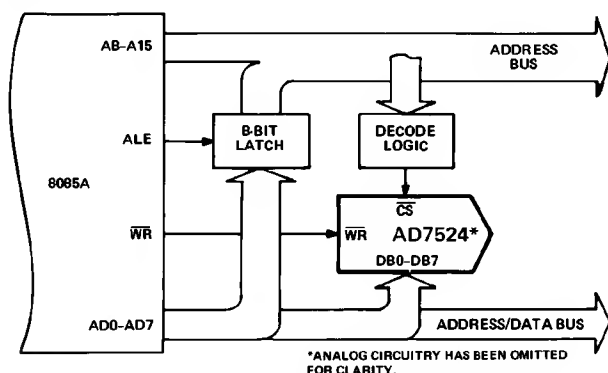 AB-A15
ADDRESS
BUS
ALE
B-BIT
LATCH
DECODE
LOGIC
8085A
CS
WR
WR
AD7524*
DB0-DB7
AD0-AD7
ADDRESS/DATA BUS
*ANALOG CIRCUITRY HAS BEEN OMITTED
FOR CLARITY.